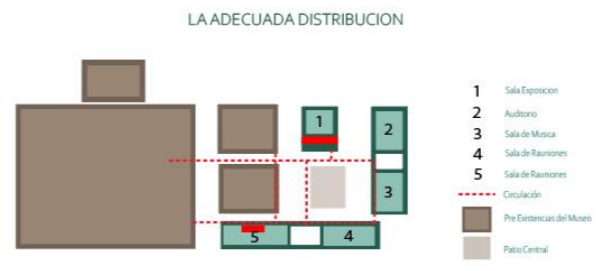 LA ADECUADA DISTRIBUCION
1
2
3
5
4
1 Sala Exposicion
2 Auditorio
3 Sala de Musica
4 Sala de Rauniones
5 Sala de Rauniones
Circulación
Pre Existencias del Museo
Patio Central